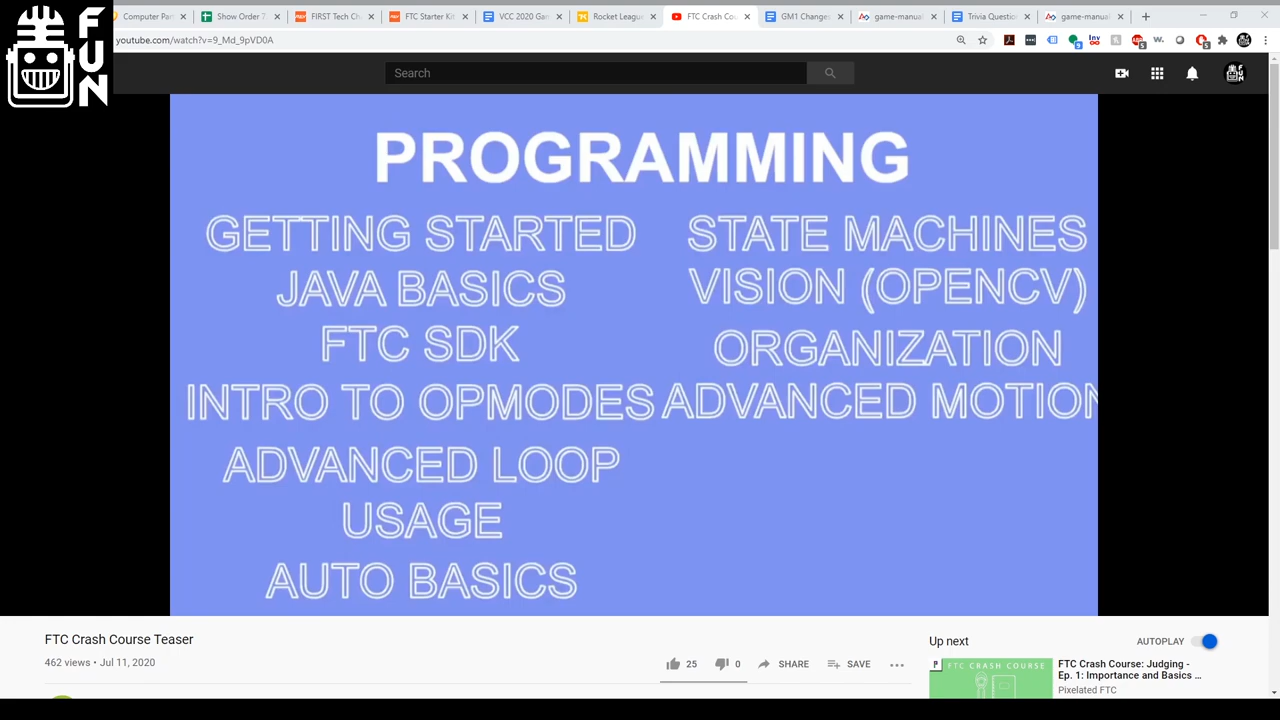 Computer Par
Show Order 7
FIRST Tech Ch
FTC Starter Ki
VCC 2020 Gam
Rocket Leagu
FTC Crash Cou
GM1 Changes
game-manual
Trivia Questio
game-manual
youtube.com/watch?v=9_Md_9pVD0A
FUN
Search
PROGRAMMING
GETTING STARTED
JAVA BASICS
FTC SDK
INTRO TO OPMODES
ADVANCED LOOP
USAGE
AUTO BASICS
STATE MACHINES
VISION (OPENCV)
ORGANIZATION
ADVANCED MOTION
FTC Crash Course Teaser
462 views • Jul 11, 2020
25
0
SHARE
SAVE
Up next
AUTOPLAY
FTC CRASH COURSE
FTC Crash Course: Judging -
Ep. 1: Importance and Basics ...
Pixelated FTC